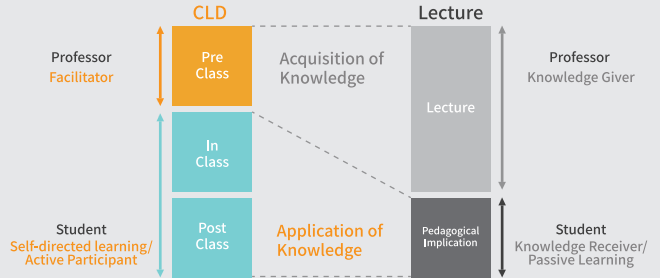 CLD
Lecture
Professor
Facilitator
Pre
Class
Acquisition of
Knowledge
Lecture
Professor
Knowledge Giver
In
Class
Student
Self-directed learning/
Active Participant
Post
Class
Application of
Knowledge
Pedagogical
Implication
Student
Knowledge Receiver/
Passive Learning